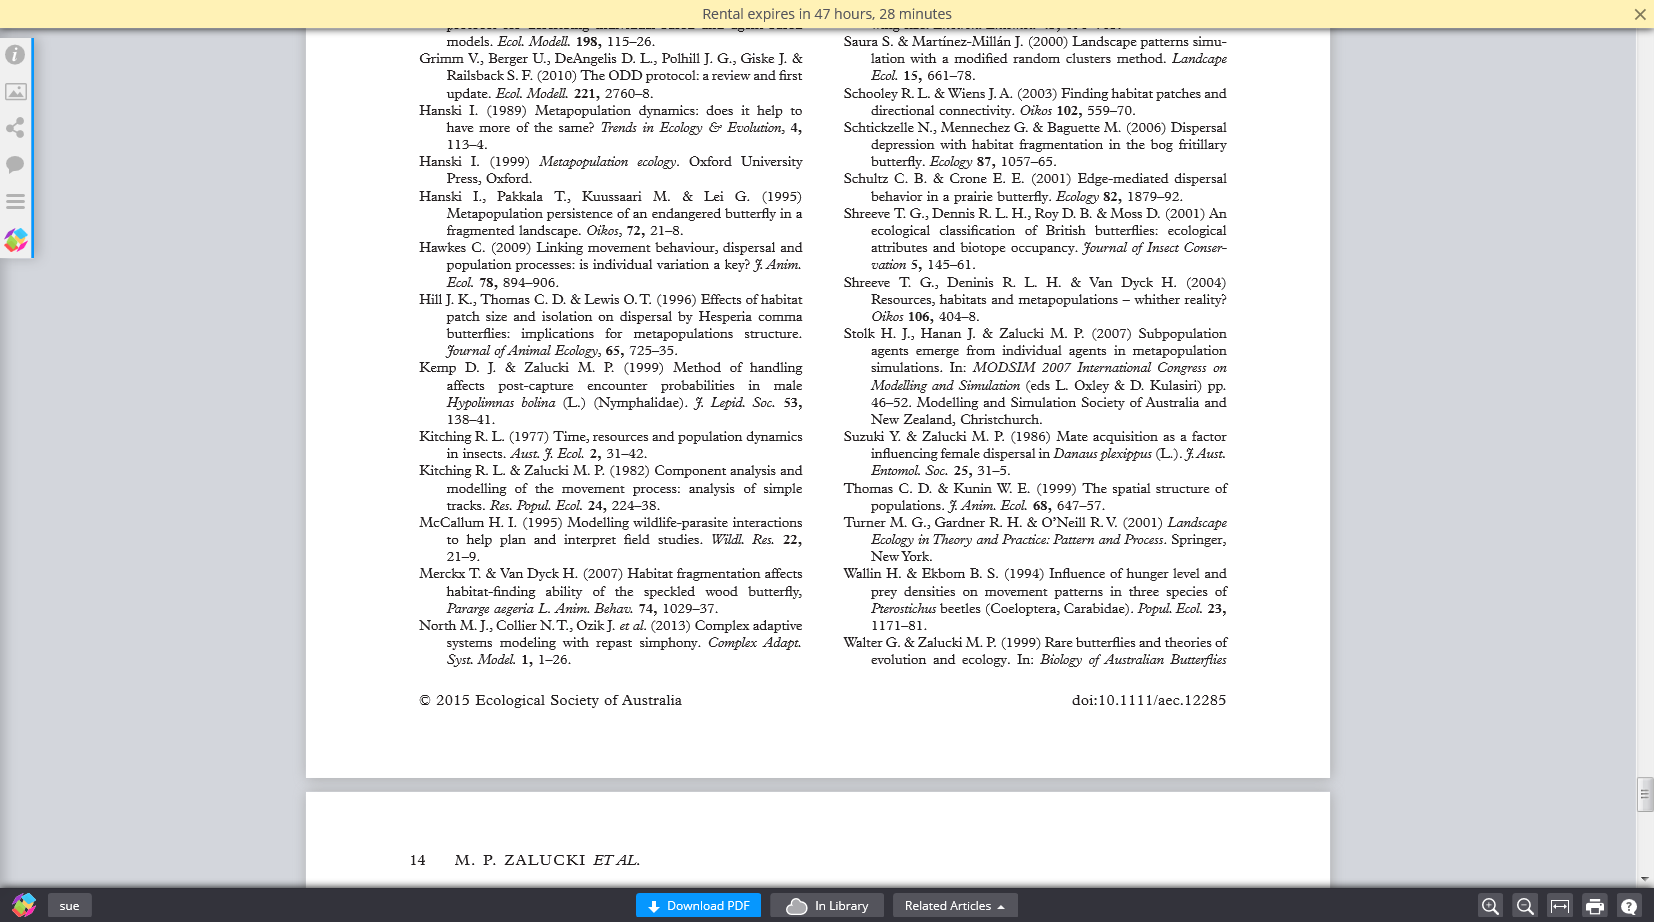 Rental expires in 47 hours, 28 minutes
models. Ecol. Modell. 198, 115–26.
Grimm V., Berger U., DeAngelis D. L., Polhill J. G., Giske J. &
Railsback S. F. (2010) The ODD protocol: a review and first
update. Ecol. Modell. 221, 2760–8.
Hanski I. (1989) Metapopulation dynamics: does it help to
have more of the same? Trends in Ecology & Evolution, 4,
113–4.
Hanski I. (1999) Metapopulation ecology. Oxford University
Press, Oxford.
Hanski I., Pakkala T., Kuussaari M. & Lei G. (1995)
Metapopulation persistence of an endangered butterfly in a
fragmented landscape. Oikos, 72, 21–8.
Hawkes C. (2009) Linking movement behaviour, dispersal and
population processes: is individual variation a key? J. Anim.
Ecol. 78, 894–906.
Hill J. K., Thomas C. D. & Lewis O. T. (1996) Effects of habitat
patch size and isolation on dispersal by Hesperia comma
butterflies: implications for metapopulations structure.
Journal of Animal Ecology, 65, 725–35.
Kemp D. J. & Zalucki M. P. (1999) Method of handling
affects post-capture encounter probabilities in male
Hypolimnas bolina (L.) (Nymphalidae). J. Lepid. Soc. 53,
138–41.
Kitching R. L. (1977) Time, resources and population dynamics
in insects. Aust. J. Ecol. 2, 31–42.
Kitching R. L. & Zalucki M. P. (1982) Component analysis and
modelling of the movement process: analysis of simple
tracks. Res. Popul. Ecol. 24, 224–38.
McCallum H. I. (1995) Modelling wildlife-parasite interactions
to help plan and interpret field studies. Wildl. Res. 22,
21–9.
Merckx T. & Van Dyck H. (2007) Habitat fragmentation affects
habitat-finding ability of the speckled wood butterfly,
Pararge aegeria L. Anim. Behav. 74, 1029–37.
North M. J., Collier N. T., Ozik J. et al. (2013) Complex adaptive
systems modeling with repast simphony. Complex Adapt.
Syst. Model. 1, 1–26.
Saura S. & Martínez-Millán J. (2000) Landscape patterns simu-
lation with a modified random clusters method. Landcape
Ecol. 15, 661–78.
Schooley R. L. & Wiens J. A. (2003) Finding habitat patches and
directional connectivity. Oikos 102, 559–70.
Schtickzelle N., Mennechez G. & Baguette M. (2006) Dispersal
depression with habitat fragmentation in the bog fritillary
butterfly. Ecology 87, 1057–65.
Schultz C. B. & Crone E. E. (2001) Edge-mediated dispersal
behavior in a prairie butterfly. Ecology 82, 1879–92.
Shreeve T. G., Dennis R. L. H., Roy D. B. & Moss D. (2001) An
ecological classification of British butterflies: ecological
attributes and biotope occupancy. Journal of Insect Conser-
vation 5, 145–61.
Shreeve T. G., Deninis R. L. H. & Van Dyck H. (2004)
Resources, habitats and metapopulations – whither reality?
Oikos 106, 404–8.
Stolk H. J., Hanan J. & Zalucki M. P. (2007) Subpopulation
agents emerge from individual agents in metapopulation
simulations. In: MODSIM 2007 International Congress on
Modelling and Simulation (eds L. Oxley & D. Kulasiri) pp.
46–52. Modelling and Simulation Society of Australia and
New Zealand, Christchurch.
Suzuki Y. & Zalucki M. P. (1986) Mate acquisition as a factor
influencing female dispersal in Danaus plexippus (L.). J. Aust.
Entomol. Soc. 25, 31–5.
Thomas C. D. & Kunin W. E. (1999) The spatial structure of
populations. J. Anim. Ecol. 68, 647–57.
Turner M. G., Gardner R. H. & O'Neill R. V. (2001) Landscape
Ecology in Theory and Practice: Pattern and Process. Springer,
New York.
Wallin H. & Ekbom B. S. (1994) Influence of hunger level and
prey densities on movement patterns in three species of
Pterostichus beetles (Coeloptera, Carabidae). Popul. Ecol. 23,
1171–81.
Walter G. & Zalucki M. P. (1999) Rare butterflies and theories of
evolution and ecology. In: Biology of Australian Butterflies
© 2015 Ecological Society of Australia
doi:10.1111/aec.12285
14 M. P. ZALUCKI ET AL.
sue
Download PDF
In Library
Related Articles